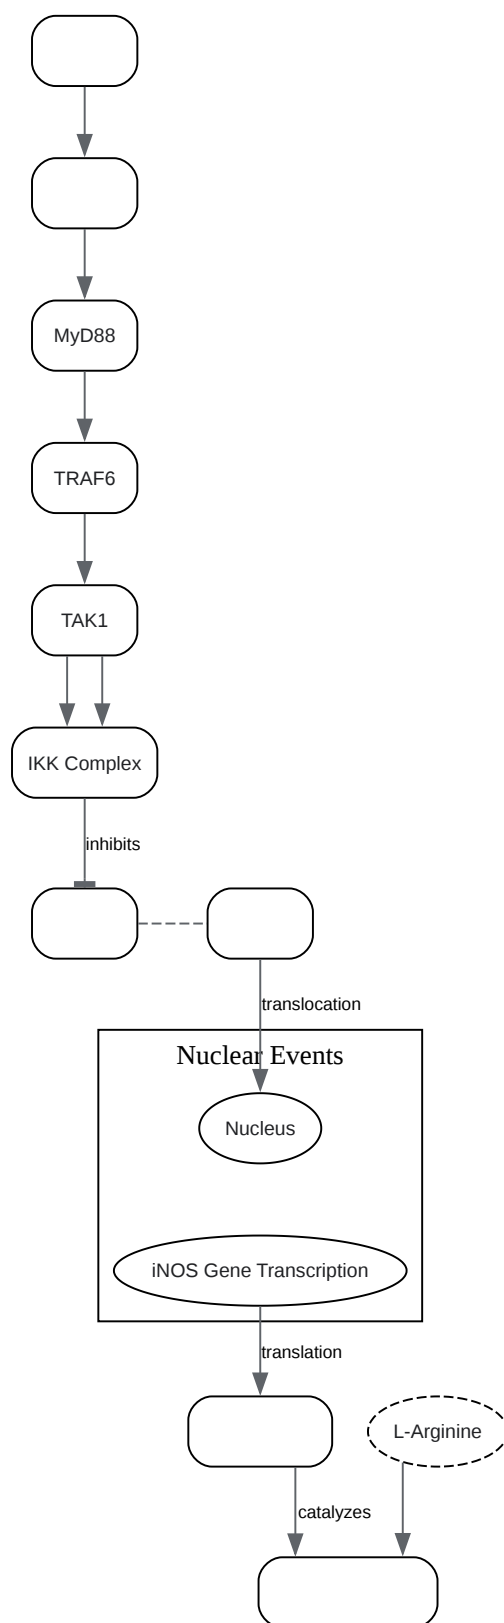 MyD88
TRAF6
TAK1
IKK Complex
inhibits
translocation
Nuclear Events
Nucleus
iNOS Gene Transcription
translation
L-Arginine
catalyzes